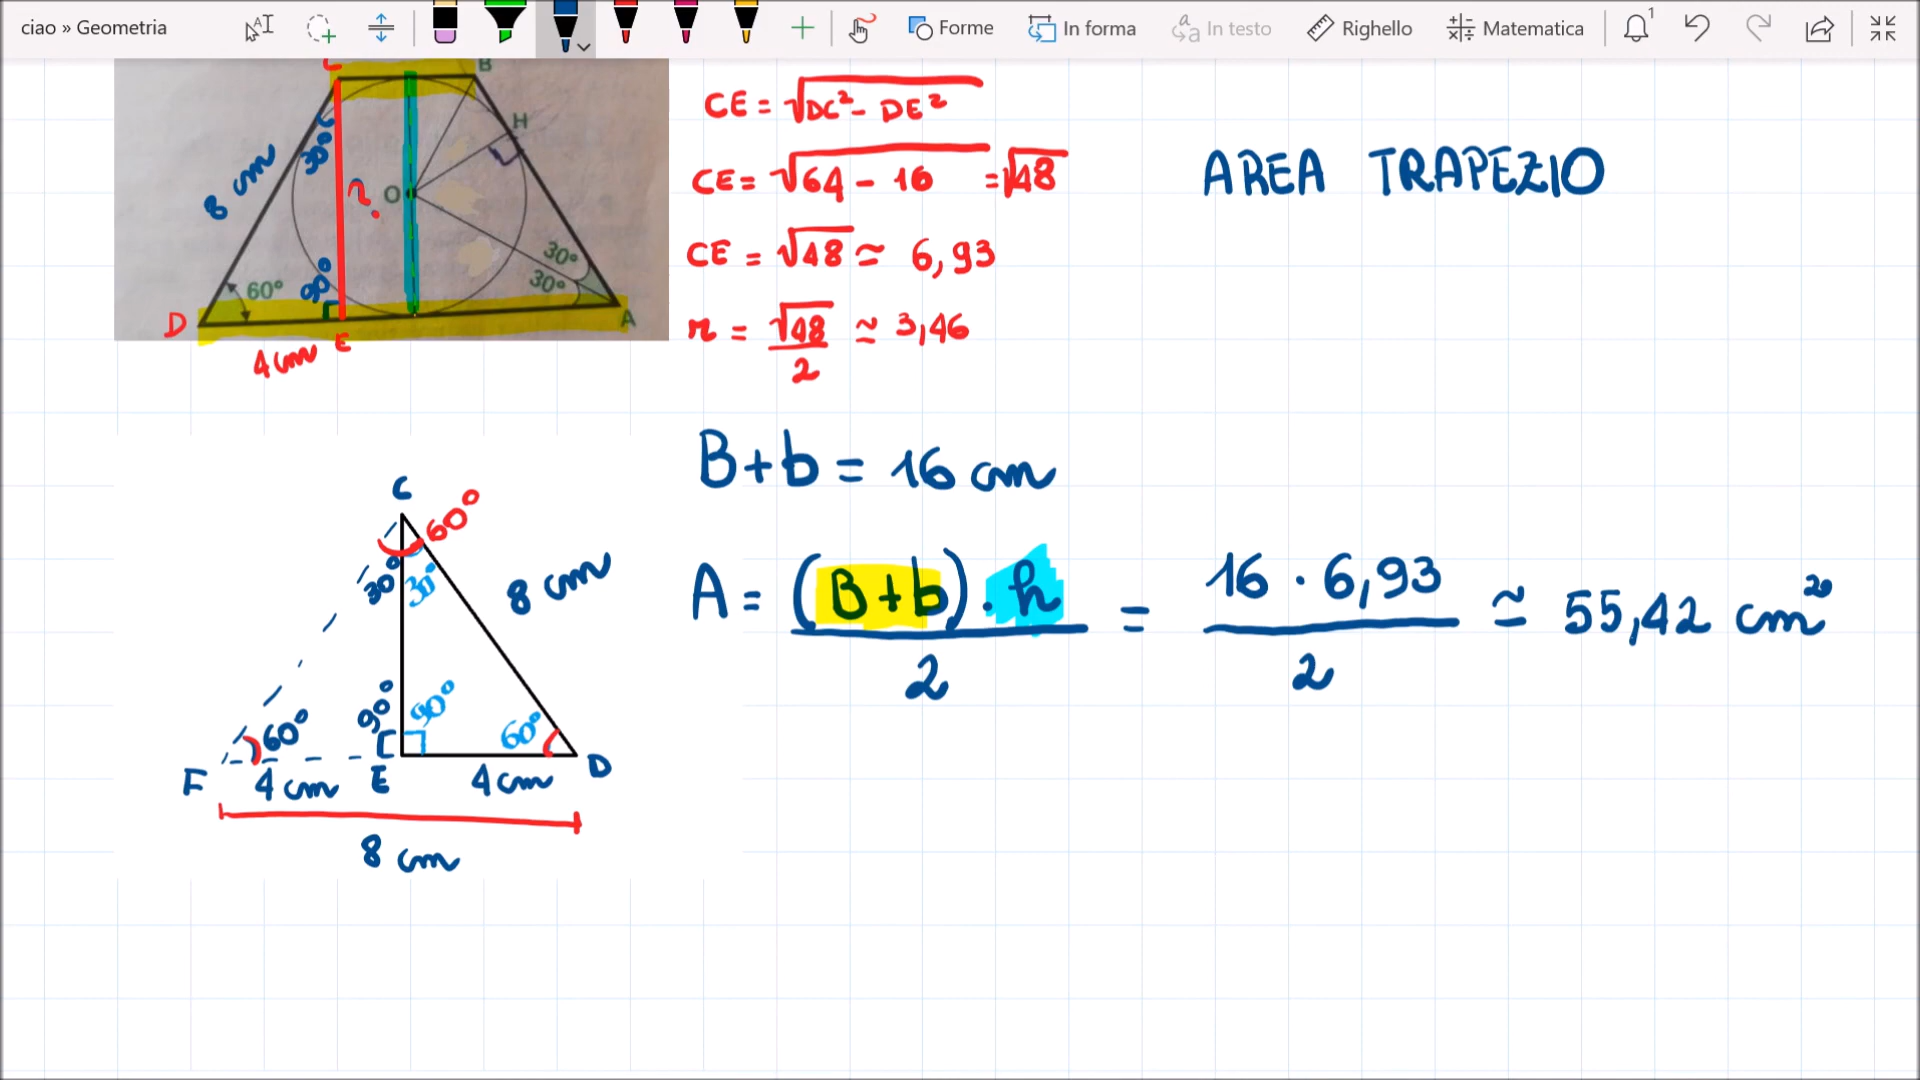 ciao » Geometria
Forme In forma In testo Righello Matematica 1
B
H
8 cm
30°
?
O
30°
30°
60°
90°
D
E
A
4 cm
CE = √DC² - DE²
CE = √64 - 16 = √48
CE = √48 ≃ 6,93
r = √48 / 2 ≃ 3,46
AREA TRAPEZIO
B+b = 16 cm
A = (B+b) · h / 2 = 16 · 6,93 / 2 ≃ 55,42 cm²
C
60°
30° 30°
8 cm
90° 90°
60° 60°
F 4 cm E 4 cm D
8 cm